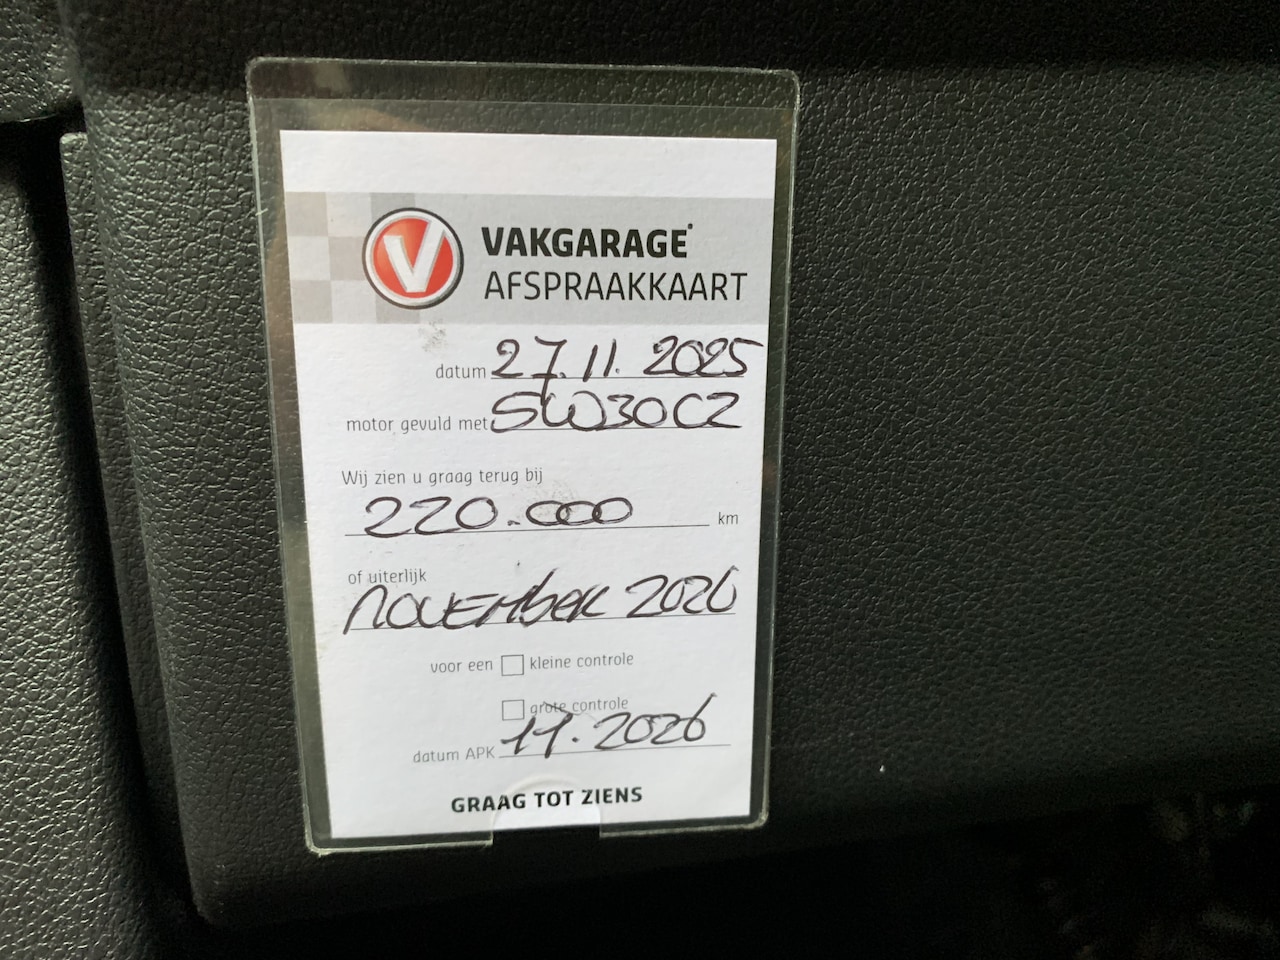 V VAKGARAGE
AFSPRAAKKAART
datum 27.11.2025
motor gevuld met 5W30C2
Wij zien u graag terug bij
220.000 km
of uiterlijk
NOVEMBER 2026
voor een kleine controle
grote controle
datum APK 11.2026
GRAAG TOT ZIENS